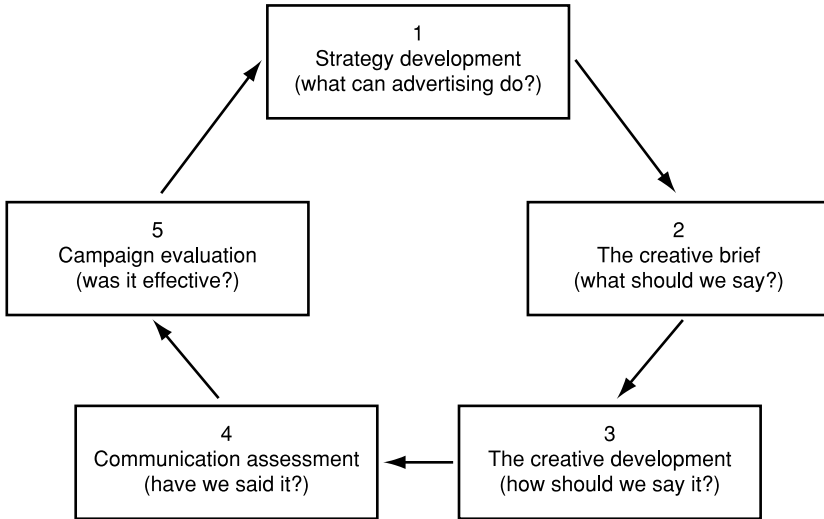 1
Strategy development
(what can advertising do?)
2
The creative brief
(what should we say?)
3
The creative development
(how should we say it?)
4
Communication assessment
(have we said it?)
5
Campaign evaluation
(was it effective?)